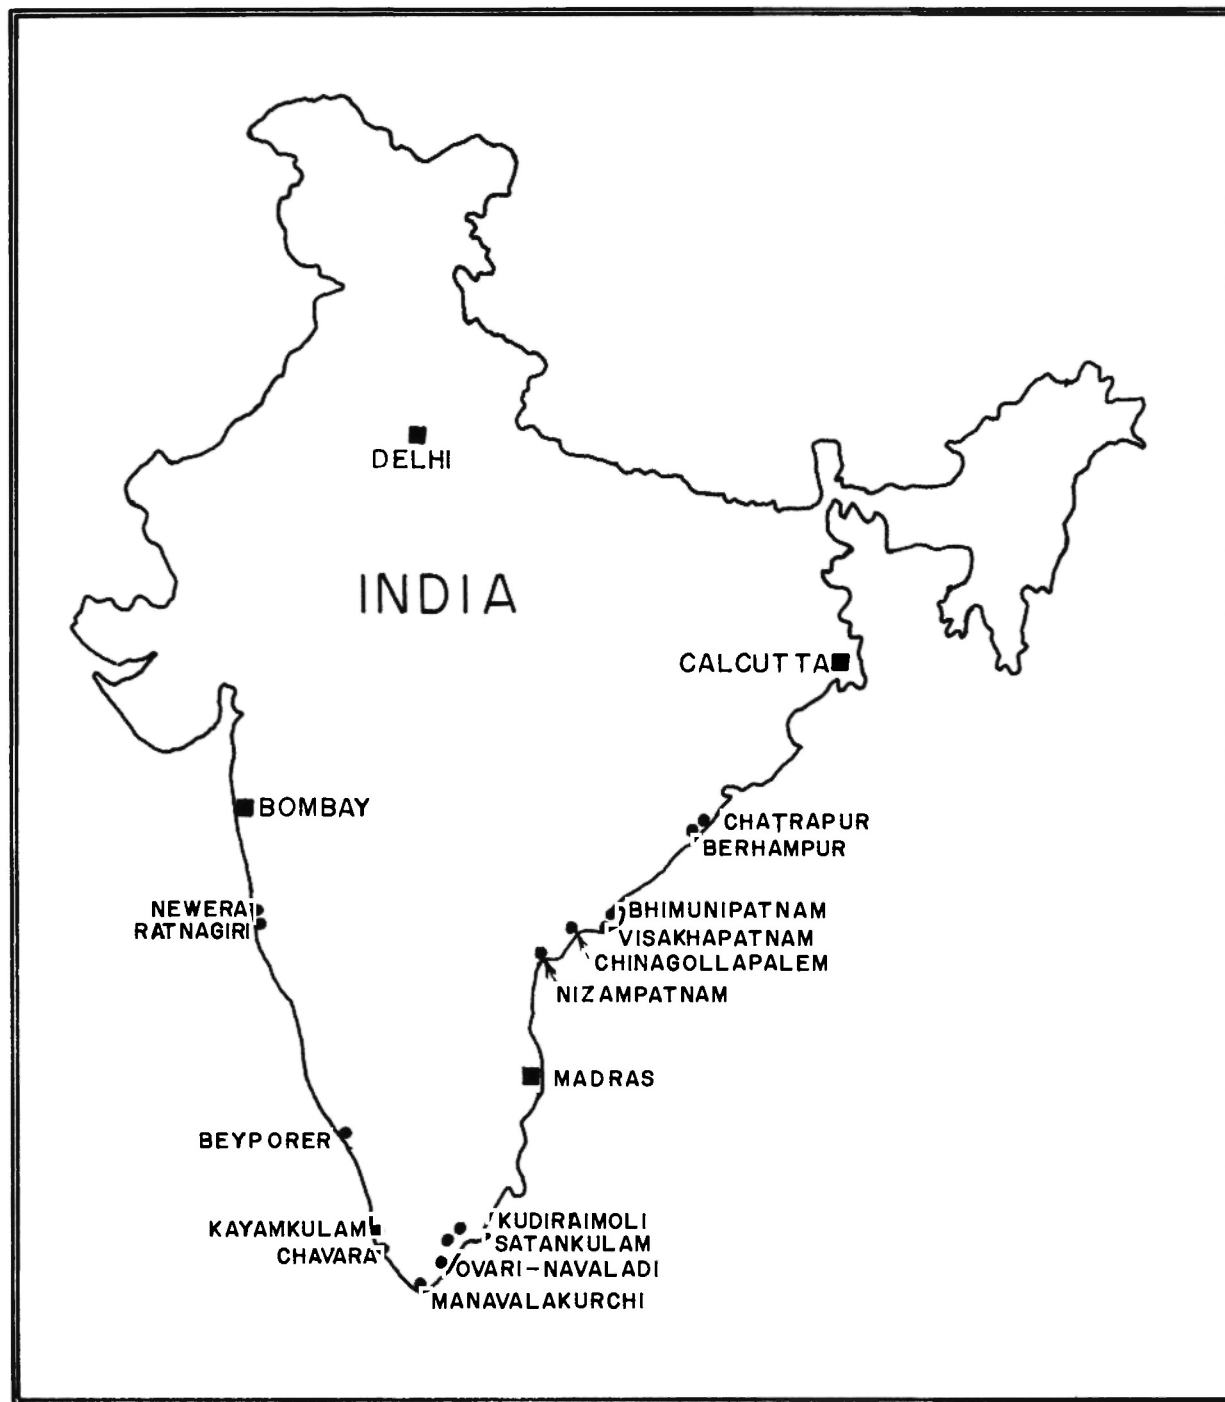 DELHI
INDIA
CALCUTTA
BOMBAY
CHATRAPUR
BERHAMPUR
NEWERA
RATNAGIRI
BHIMUNIPATNAM
VISAKHAPATNAM
CHINAGOLLAPALEM
NIZAMPATNAM
MADRAS
BEYPORER
KAYAMKULAM
CHAVARA
KUDIRAIMOLI
SATANKULAM
OVARI-NAVALADI
MANAVALAKURCHI